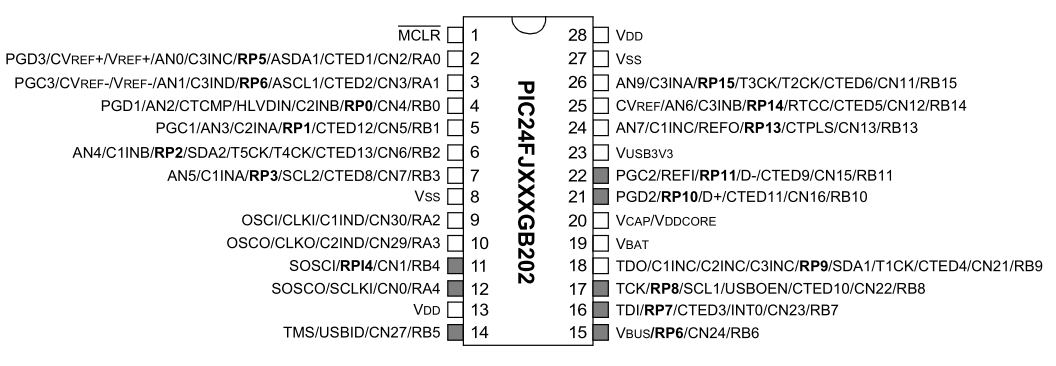 MCLR 1 28 VDD
PGD3/CVREF+/VREF+/AN0/C3INC/RP5/ASDA1/CTED1/CN2/RA0 2 27 VSS
PGC3/CVREF-/VREF-/AN1/C3IND/RP6/ASCL1/CTED2/CN3/RA1 3 26 AN9/C3INA/RP15/T3CK/T2CK/CTED6/CN11/RB15
PGD1/AN2/CTCMP/HLVDIN/C2INB/RP0/CN4/RB0 4 25 CVREF/AN6/C3INB/RP14/RTCC/CTED5/CN12/RB14
PGC1/AN3/C2INA/RP1/CTED12/CN5/RB1 5 24 AN7/C1INC/REFO/RP13/CTPLS/CN13/RB13
AN4/C1INB/RP2/SDA2/T5CK/T4CK/CTED13/CN6/RB2 6 23 VUSB3V3
AN5/C1INA/RP3/SCL2/CTED8/CN7/RB3 7 22 PGC2/REFI/RP11/D-/CTED9/CN15/RB11
VSS 8 21 PGD2/RP10/D+/CTED11/CN16/RB10
OSCI/CLKI/C1IND/CN30/RA2 9 20 VCAP/VDDCORE
OSCO/CLKO/C2IND/CN29/RA3 10 19 VBAT
SOSCI/RPI4/CN1/RB4 11 18 TDO/C1INC/C2INC/C3INC/RP9/SDA1/T1CK/CTED4/CN21/RB9
SOSCO/SCLKI/CN0/RA4 12 17 TCK/RP8/SCL1/USBOEN/CTED10/CN22/RB8
VDD 13 16 TDI/RP7/CTED3/INT0/CN23/RB7
TMS/USBID/CN27/RB5 14 15 VBUS/RP6/CN24/RB6
PIC24FJXXXGB202